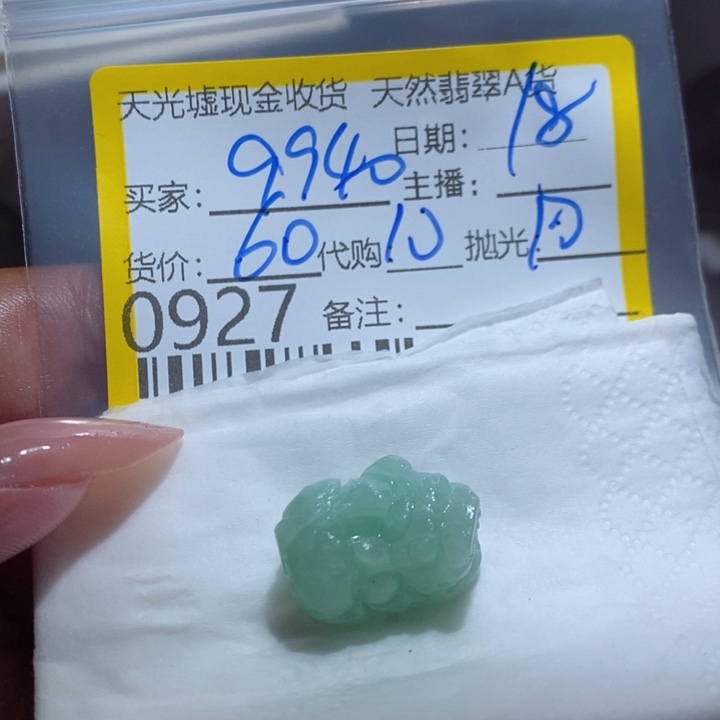 天光墟现金收货 天然翡翠A货
日期: 18
买家: 9940 主播:
货价: 60 代购 10 抛光:
0927 备注: